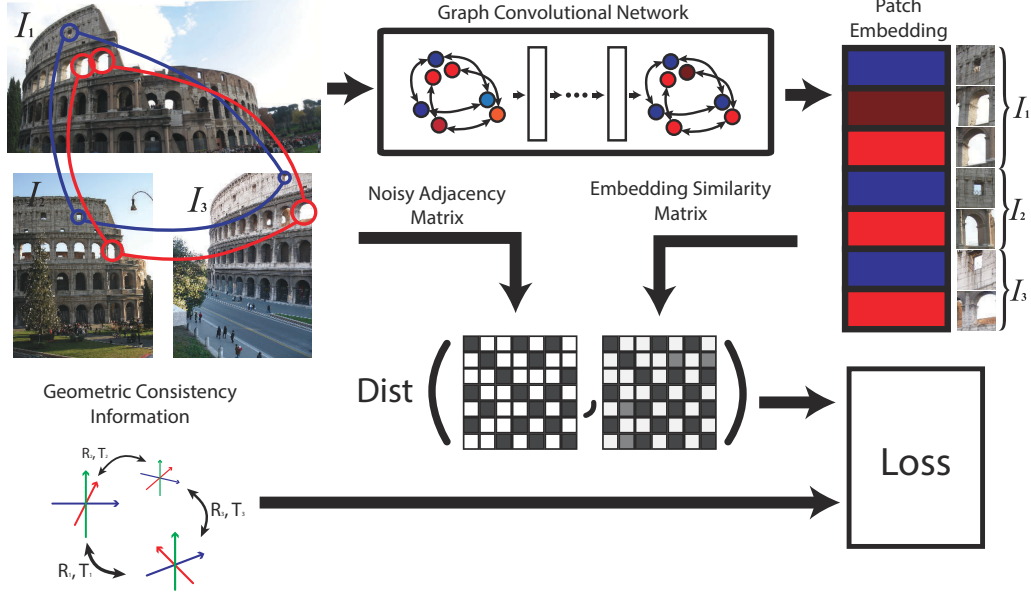 Graph Convolutional Network
Patch
Embedding
I₁
I₁
I₂
I₃
I
I₃
Noisy Adjacency
Matrix
Embedding Similarity
Matrix
Dist ( , )
Loss
Geometric Consistency
Information
R₂, T₂
R₃, T₃
R₁, T₁